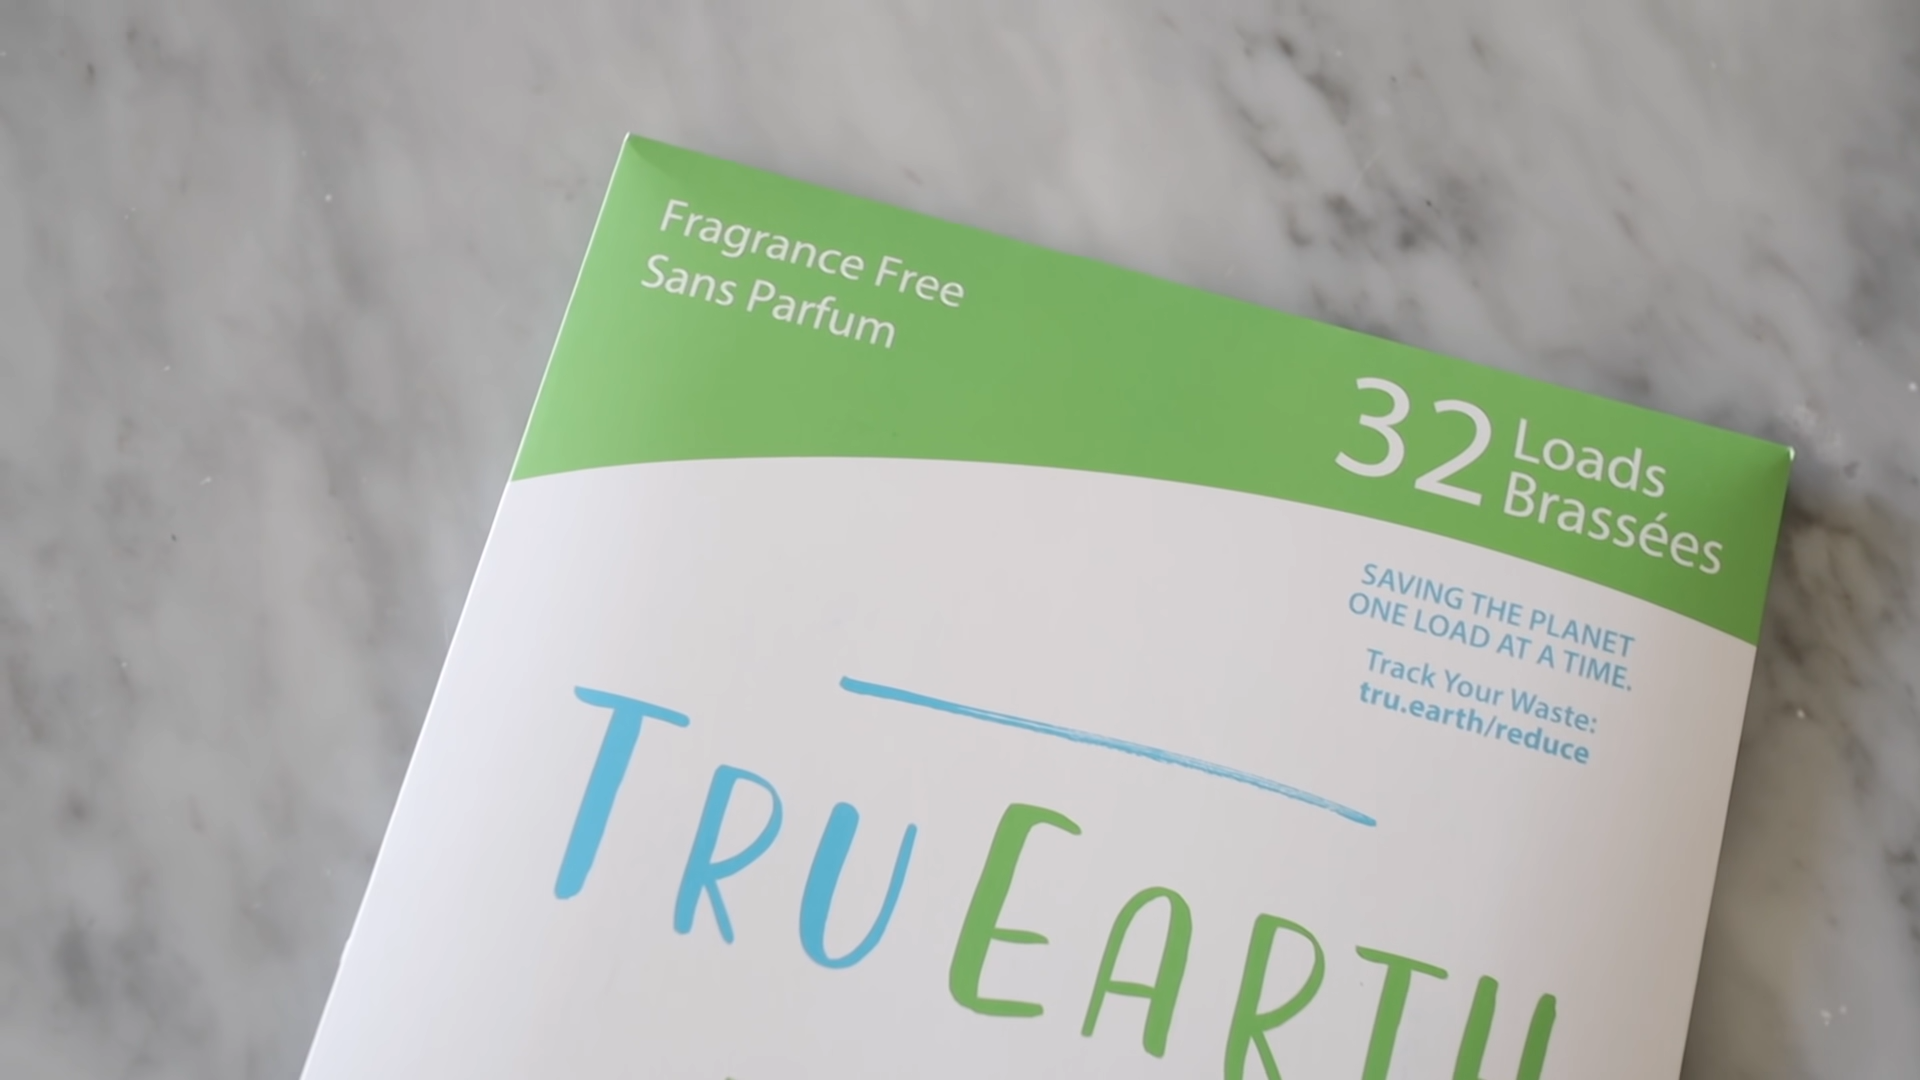 Fragrance Free
Sans Parfum
32 Loads
Brassées
SAVING THE PLANET
ONE LOAD AT A TIME.
Track Your Waste:
tru.earth/reduce
TRUEARTH